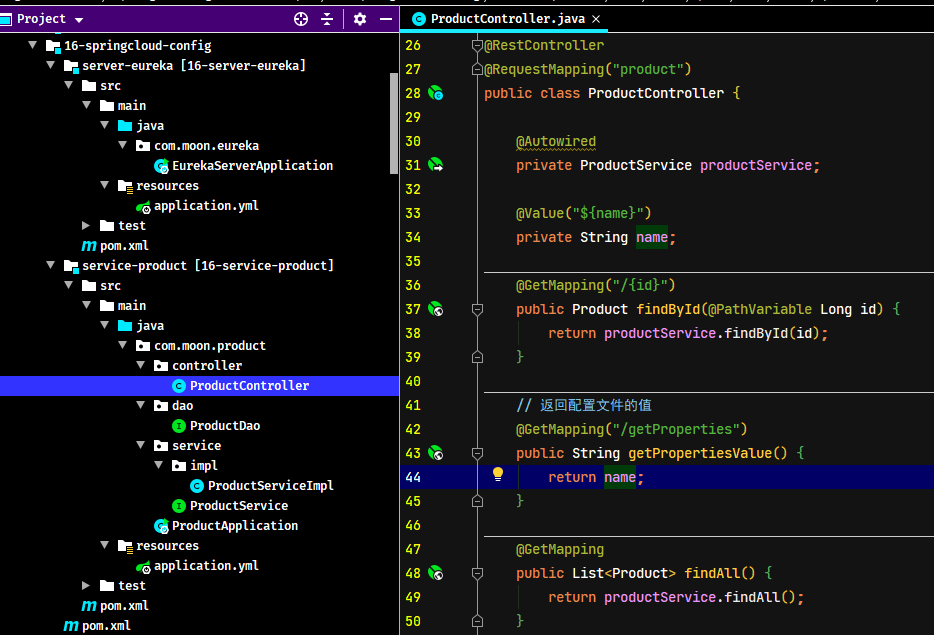 Project
16-springcloud-config
server-eureka [16-server-eureka]
src
main
java
com.moon.eureka
EurekaServerApplication
resources
application.yml
test
pom.xml
service-product [16-service-product]
src
main
java
com.moon.product
controller
ProductController
dao
ProductDao
service
impl
ProductServiceImpl
ProductService
ProductApplication
resources
application.yml
test
pom.xml
pom.xml
ProductController.java
26 @RestController
27 @RequestMapping("product")
28 public class ProductController {
29
30 @Autowired
31 private ProductService productService;
32
33 @Value("${name}")
34 private String name;
35
36 @GetMapping("/{id}")
37 public Product findById(@PathVariable Long id) {
38 return productService.findById(id);
39 }
40
41 // 返回配置文件的值
42 @GetMapping("/getProperties")
43 public String getPropertiesValue() {
44 return name;
45 }
46
47 @GetMapping
48 public List<Product> findAll() {
49 return productService.findAll();
50 }